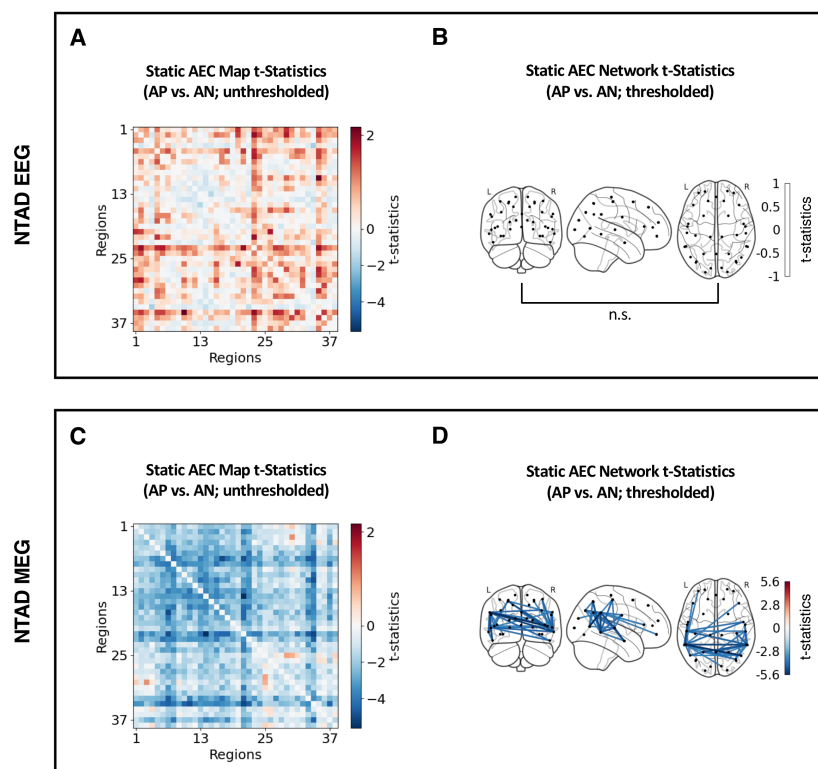 NTAD EEG
A
Static AEC Map t-Statistics
(AP vs. AN; unthresholded)
1
13
25
37
Regions
1
13
25
37
Regions
2
0
−2
−4
t-statistics
B
Static AEC Network t-Statistics
(AP vs. AN; thresholded)
L
R
L
R
1
0.5
0
-0.5
-1
t-statistics
n.s.
NTAD MEG
C
Static AEC Map t-Statistics
(AP vs. AN; unthresholded)
1
13
25
37
Regions
1
13
25
37
Regions
2
0
−2
−4
t-statistics
D
Static AEC Network t-Statistics
(AP vs. AN; thresholded)
L
R
L
R
5.6
2.8
0
-2.8
-5.6
t-statistics